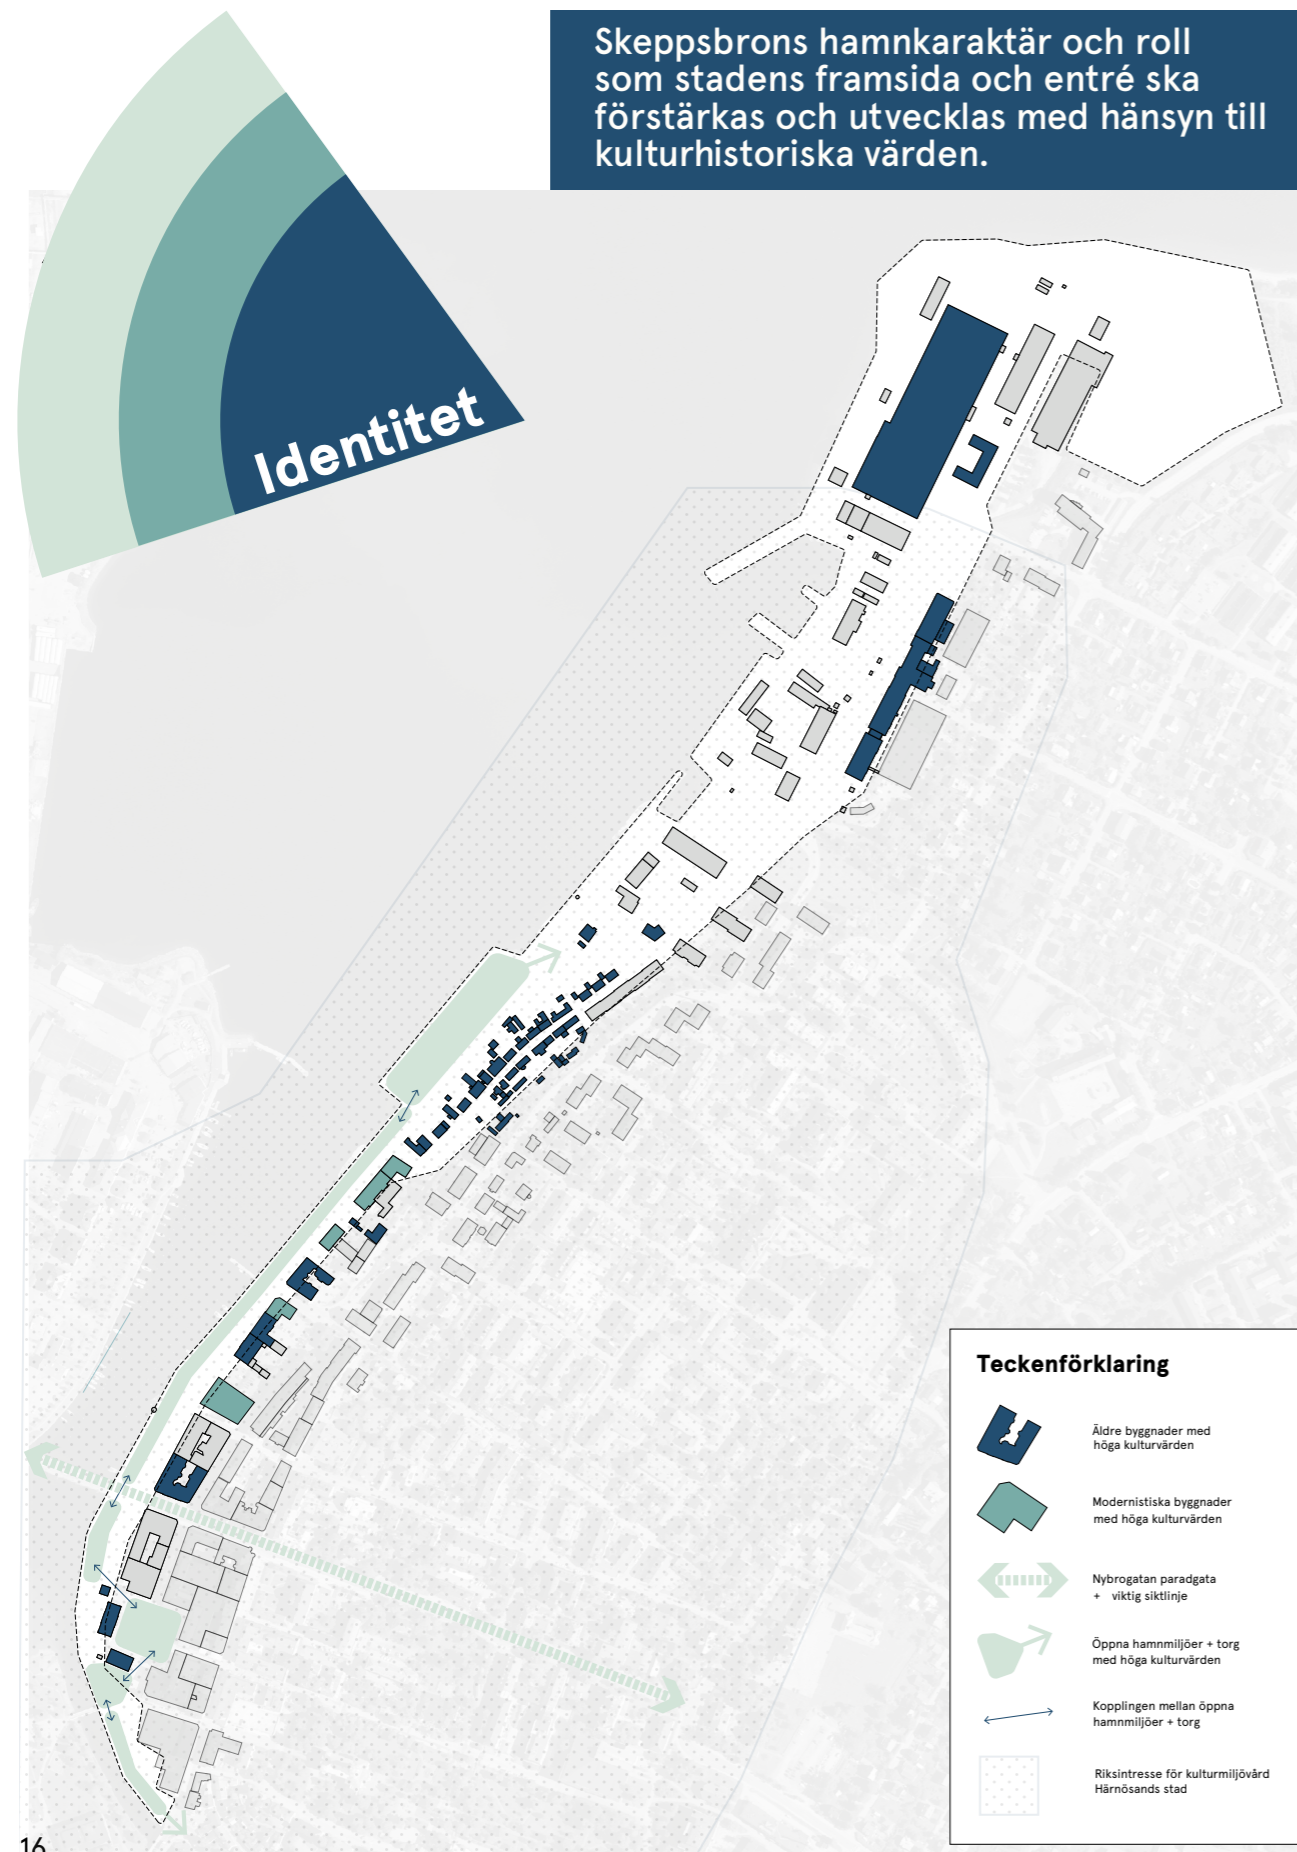 Skeppsbrons hamnkaraktär och roll
som stadens framsida och entré ska
förstärkas och utvecklas med hänsyn till
kulturhistoriska värden.
Identitet
Teckenförklaring
Äldre byggnader med
höga kulturvärden
Modernistiska byggnader
med höga kulturvärden
Nybrogatan paradgata
+ viktig siktlinje
Öppna hamnmiljöer + torg
med höga kulturvärden
Kopplingen mellan öppna
hamnmiljöer + torg
Riksintresse för kulturmiljövård
Härnösands stad
16